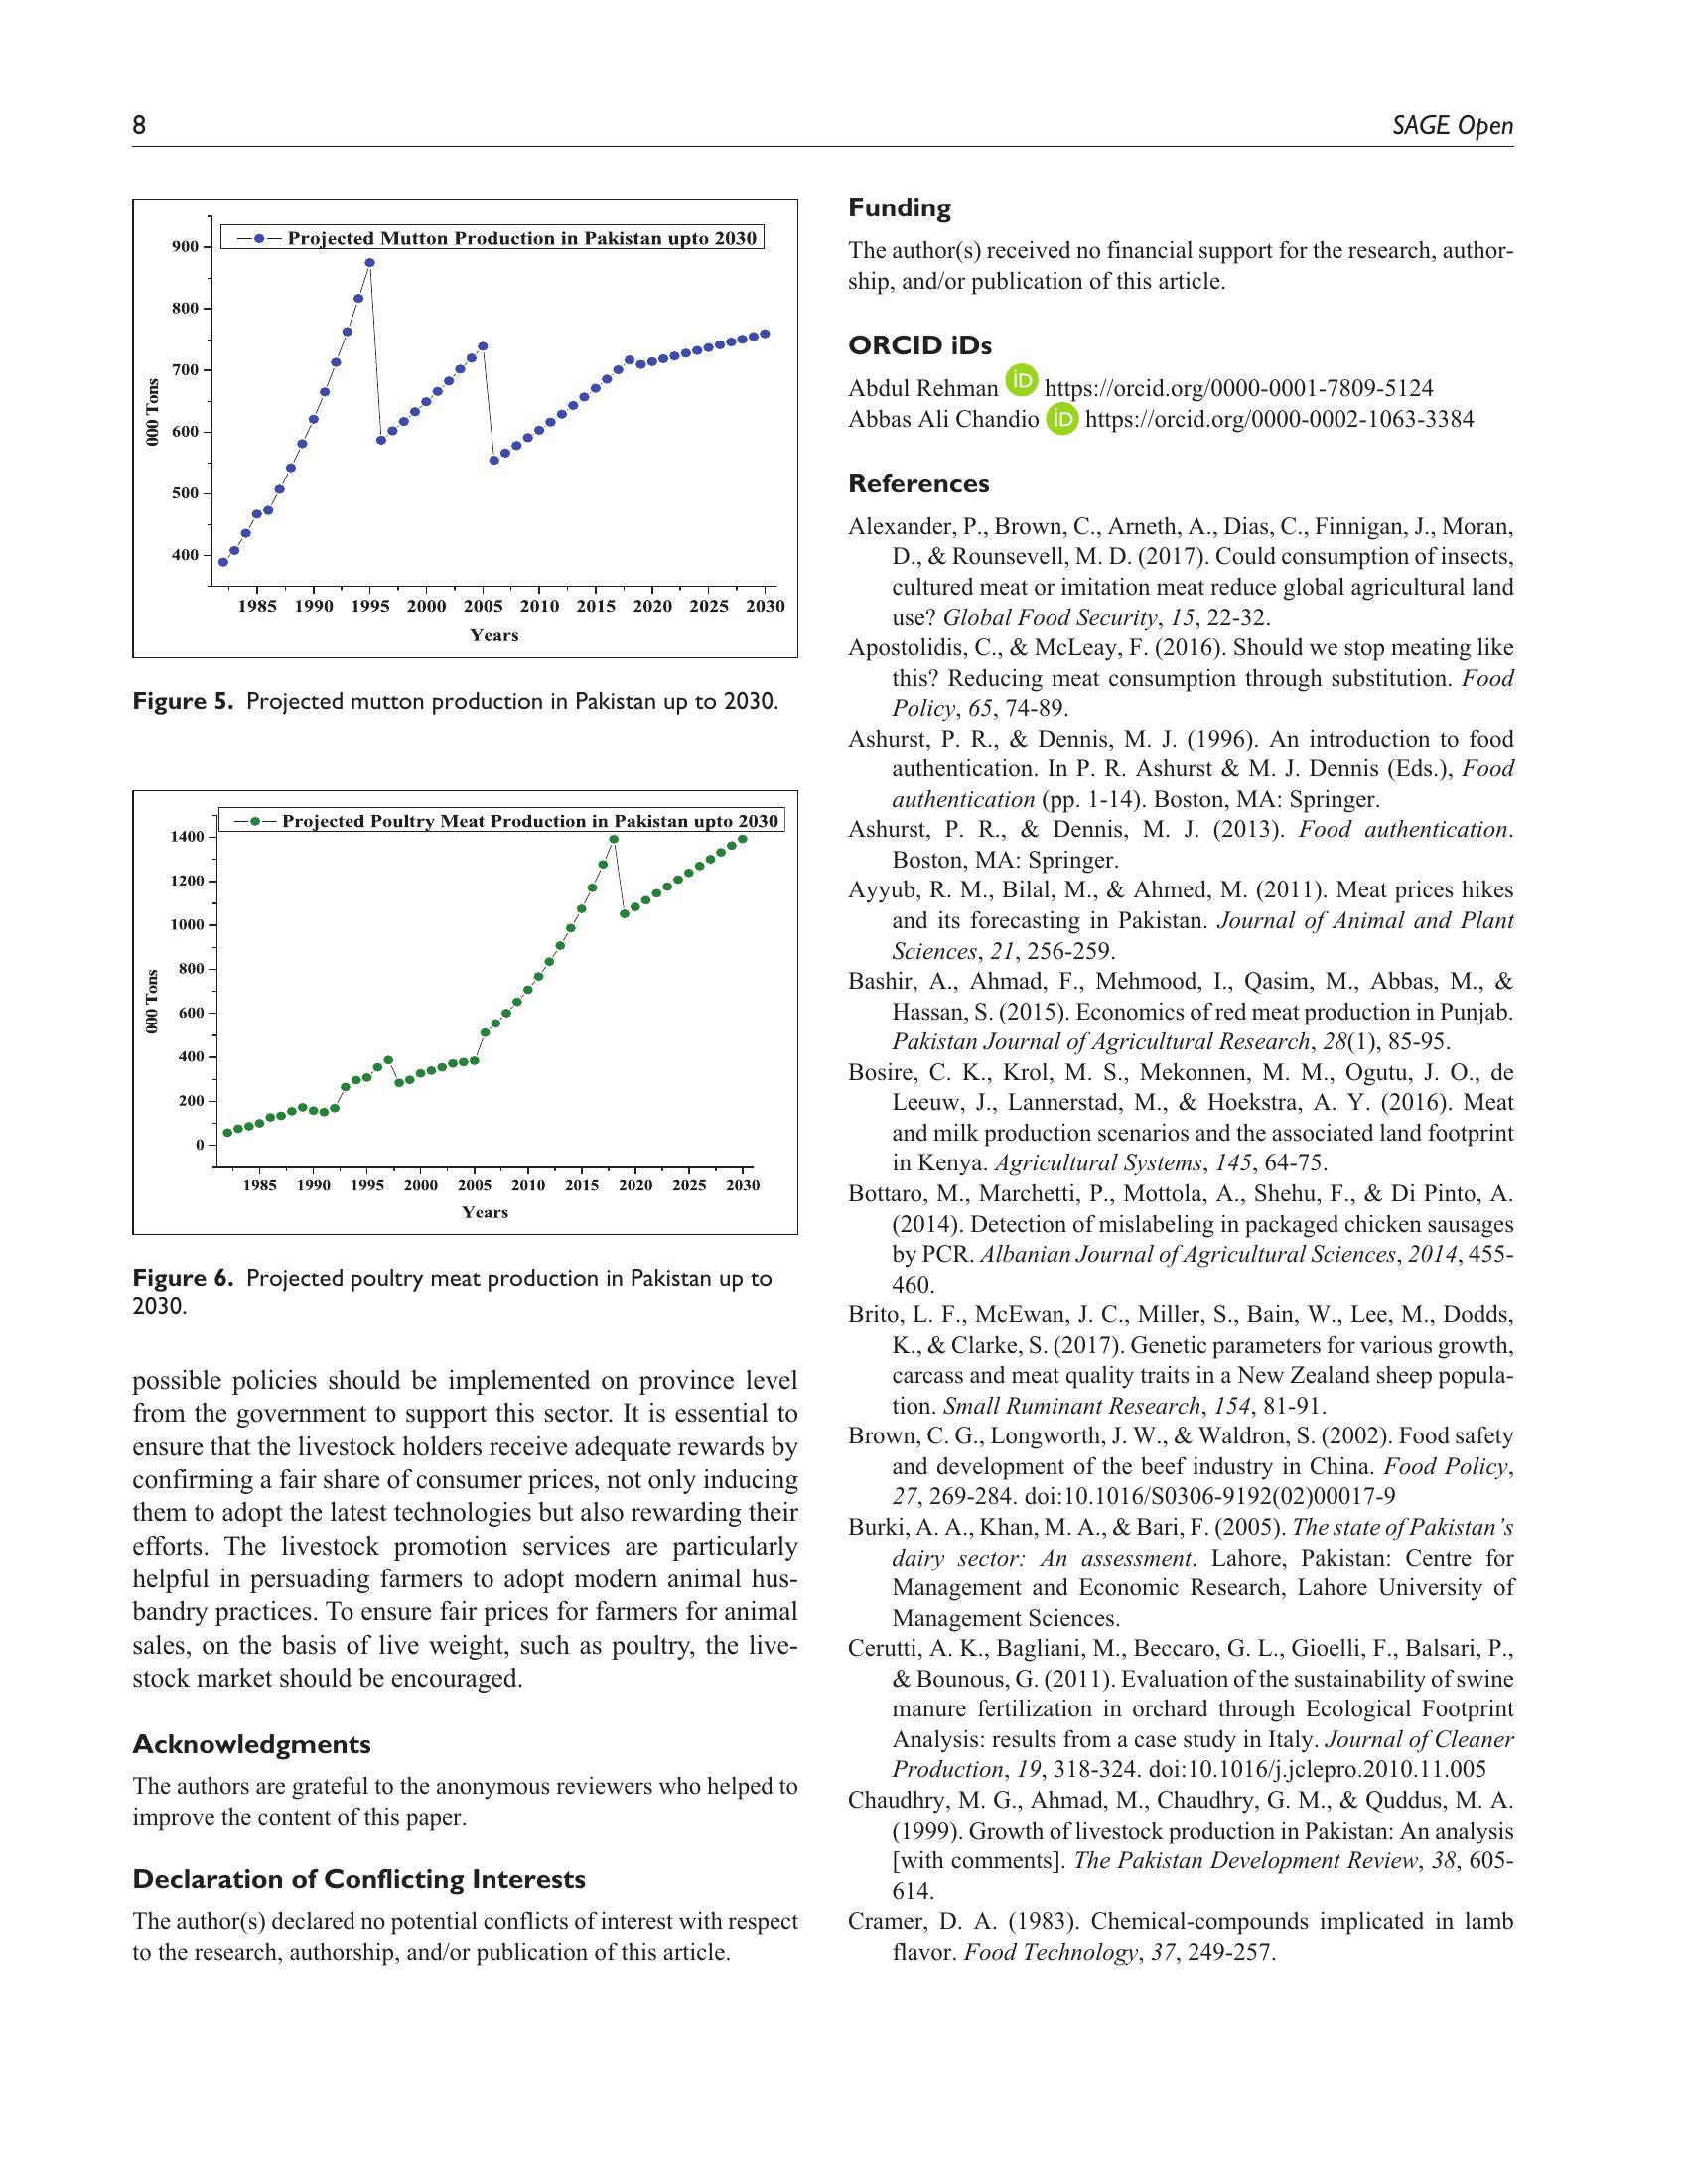 8
SAGE Open
Projected Mutton Production in Pakistan upto 2030
900
800
700
600
500
400
000 Tons
1985 1990 1995 2000 2005 2010 2015 2020 2025 2030
Years
Figure 5. Projected mutton production in Pakistan up to 2030.
Projected Poultry Meat Production in Pakistan upto 2030
1400
1200
1000
800
600
400
200
0
000 Tons
1985 1990 1995 2000 2005 2010 2015 2020 2025 2030
Years
Figure 6. Projected poultry meat production in Pakistan up to
2030.
possible policies should be implemented on province level
from the government to support this sector. It is essential to
ensure that the livestock holders receive adequate rewards by
confirming a fair share of consumer prices, not only inducing
them to adopt the latest technologies but also rewarding their
efforts. The livestock promotion services are particularly
helpful in persuading farmers to adopt modern animal hus-
bandry practices. To ensure fair prices for farmers for animal
sales, on the basis of live weight, such as poultry, the live-
stock market should be encouraged.
Acknowledgments
The authors are grateful to the anonymous reviewers who helped to
improve the content of this paper.
Declaration of Conflicting Interests
The author(s) declared no potential conflicts of interest with respect
to the research, authorship, and/or publication of this article.
Funding
The author(s) received no financial support for the research, author-
ship, and/or publication of this article.
ORCID iDs
Abdul Rehman iD https://orcid.org/0000-0001-7809-5124
Abbas Ali Chandio iD https://orcid.org/0000-0002-1063-3384
References
Alexander, P., Brown, C., Arneth, A., Dias, C., Finnigan, J., Moran,
D., & Rounsevell, M. D. (2017). Could consumption of insects,
cultured meat or imitation meat reduce global agricultural land
use? Global Food Security, 15, 22-32.
Apostolidis, C., & McLeay, F. (2016). Should we stop meating like
this? Reducing meat consumption through substitution. Food
Policy, 65, 74-89.
Ashurst, P. R., & Dennis, M. J. (1996). An introduction to food
authentication. In P. R. Ashurst & M. J. Dennis (Eds.), Food
authentication (pp. 1-14). Boston, MA: Springer.
Ashurst, P. R., & Dennis, M. J. (2013). Food authentication.
Boston, MA: Springer.
Ayyub, R. M., Bilal, M., & Ahmed, M. (2011). Meat prices hikes
and its forecasting in Pakistan. Journal of Animal and Plant
Sciences, 21, 256-259.
Bashir, A., Ahmad, F., Mehmood, I., Qasim, M., Abbas, M., &
Hassan, S. (2015). Economics of red meat production in Punjab.
Pakistan Journal of Agricultural Research, 28(1), 85-95.
Bosire, C. K., Krol, M. S., Mekonnen, M. M., Ogutu, J. O., de
Leeuw, J., Lannerstad, M., & Hoekstra, A. Y. (2016). Meat
and milk production scenarios and the associated land footprint
in Kenya. Agricultural Systems, 145, 64-75.
Bottaro, M., Marchetti, P., Mottola, A., Shehu, F., & Di Pinto, A.
(2014). Detection of mislabeling in packaged chicken sausages
by PCR. Albanian Journal of Agricultural Sciences, 2014, 455-
460.
Brito, L. F., McEwan, J. C., Miller, S., Bain, W., Lee, M., Dodds,
K., & Clarke, S. (2017). Genetic parameters for various growth,
carcass and meat quality traits in a New Zealand sheep popula-
tion. Small Ruminant Research, 154, 81-91.
Brown, C. G., Longworth, J. W., & Waldron, S. (2002). Food safety
and development of the beef industry in China. Food Policy,
27, 269-284. doi:10.1016/S0306-9192(02)00017-9
Burki, A. A., Khan, M. A., & Bari, F. (2005). The state of Pakistan’s
dairy sector: An assessment. Lahore, Pakistan: Centre for
Management and Economic Research, Lahore University of
Management Sciences.
Cerutti, A. K., Bagliani, M., Beccaro, G. L., Gioelli, F., Balsari, P.,
& Bounous, G. (2011). Evaluation of the sustainability of swine
manure fertilization in orchard through Ecological Footprint
Analysis: results from a case study in Italy. Journal of Cleaner
Production, 19, 318-324. doi:10.1016/j.jclepro.2010.11.005
Chaudhry, M. G., Ahmad, M., Chaudhry, G. M., & Quddus, M. A.
(1999). Growth of livestock production in Pakistan: An analysis
[with comments]. The Pakistan Development Review, 38, 605-
614.
Cramer, D. A. (1983). Chemical-compounds implicated in lamb
flavor. Food Technology, 37, 249-257.